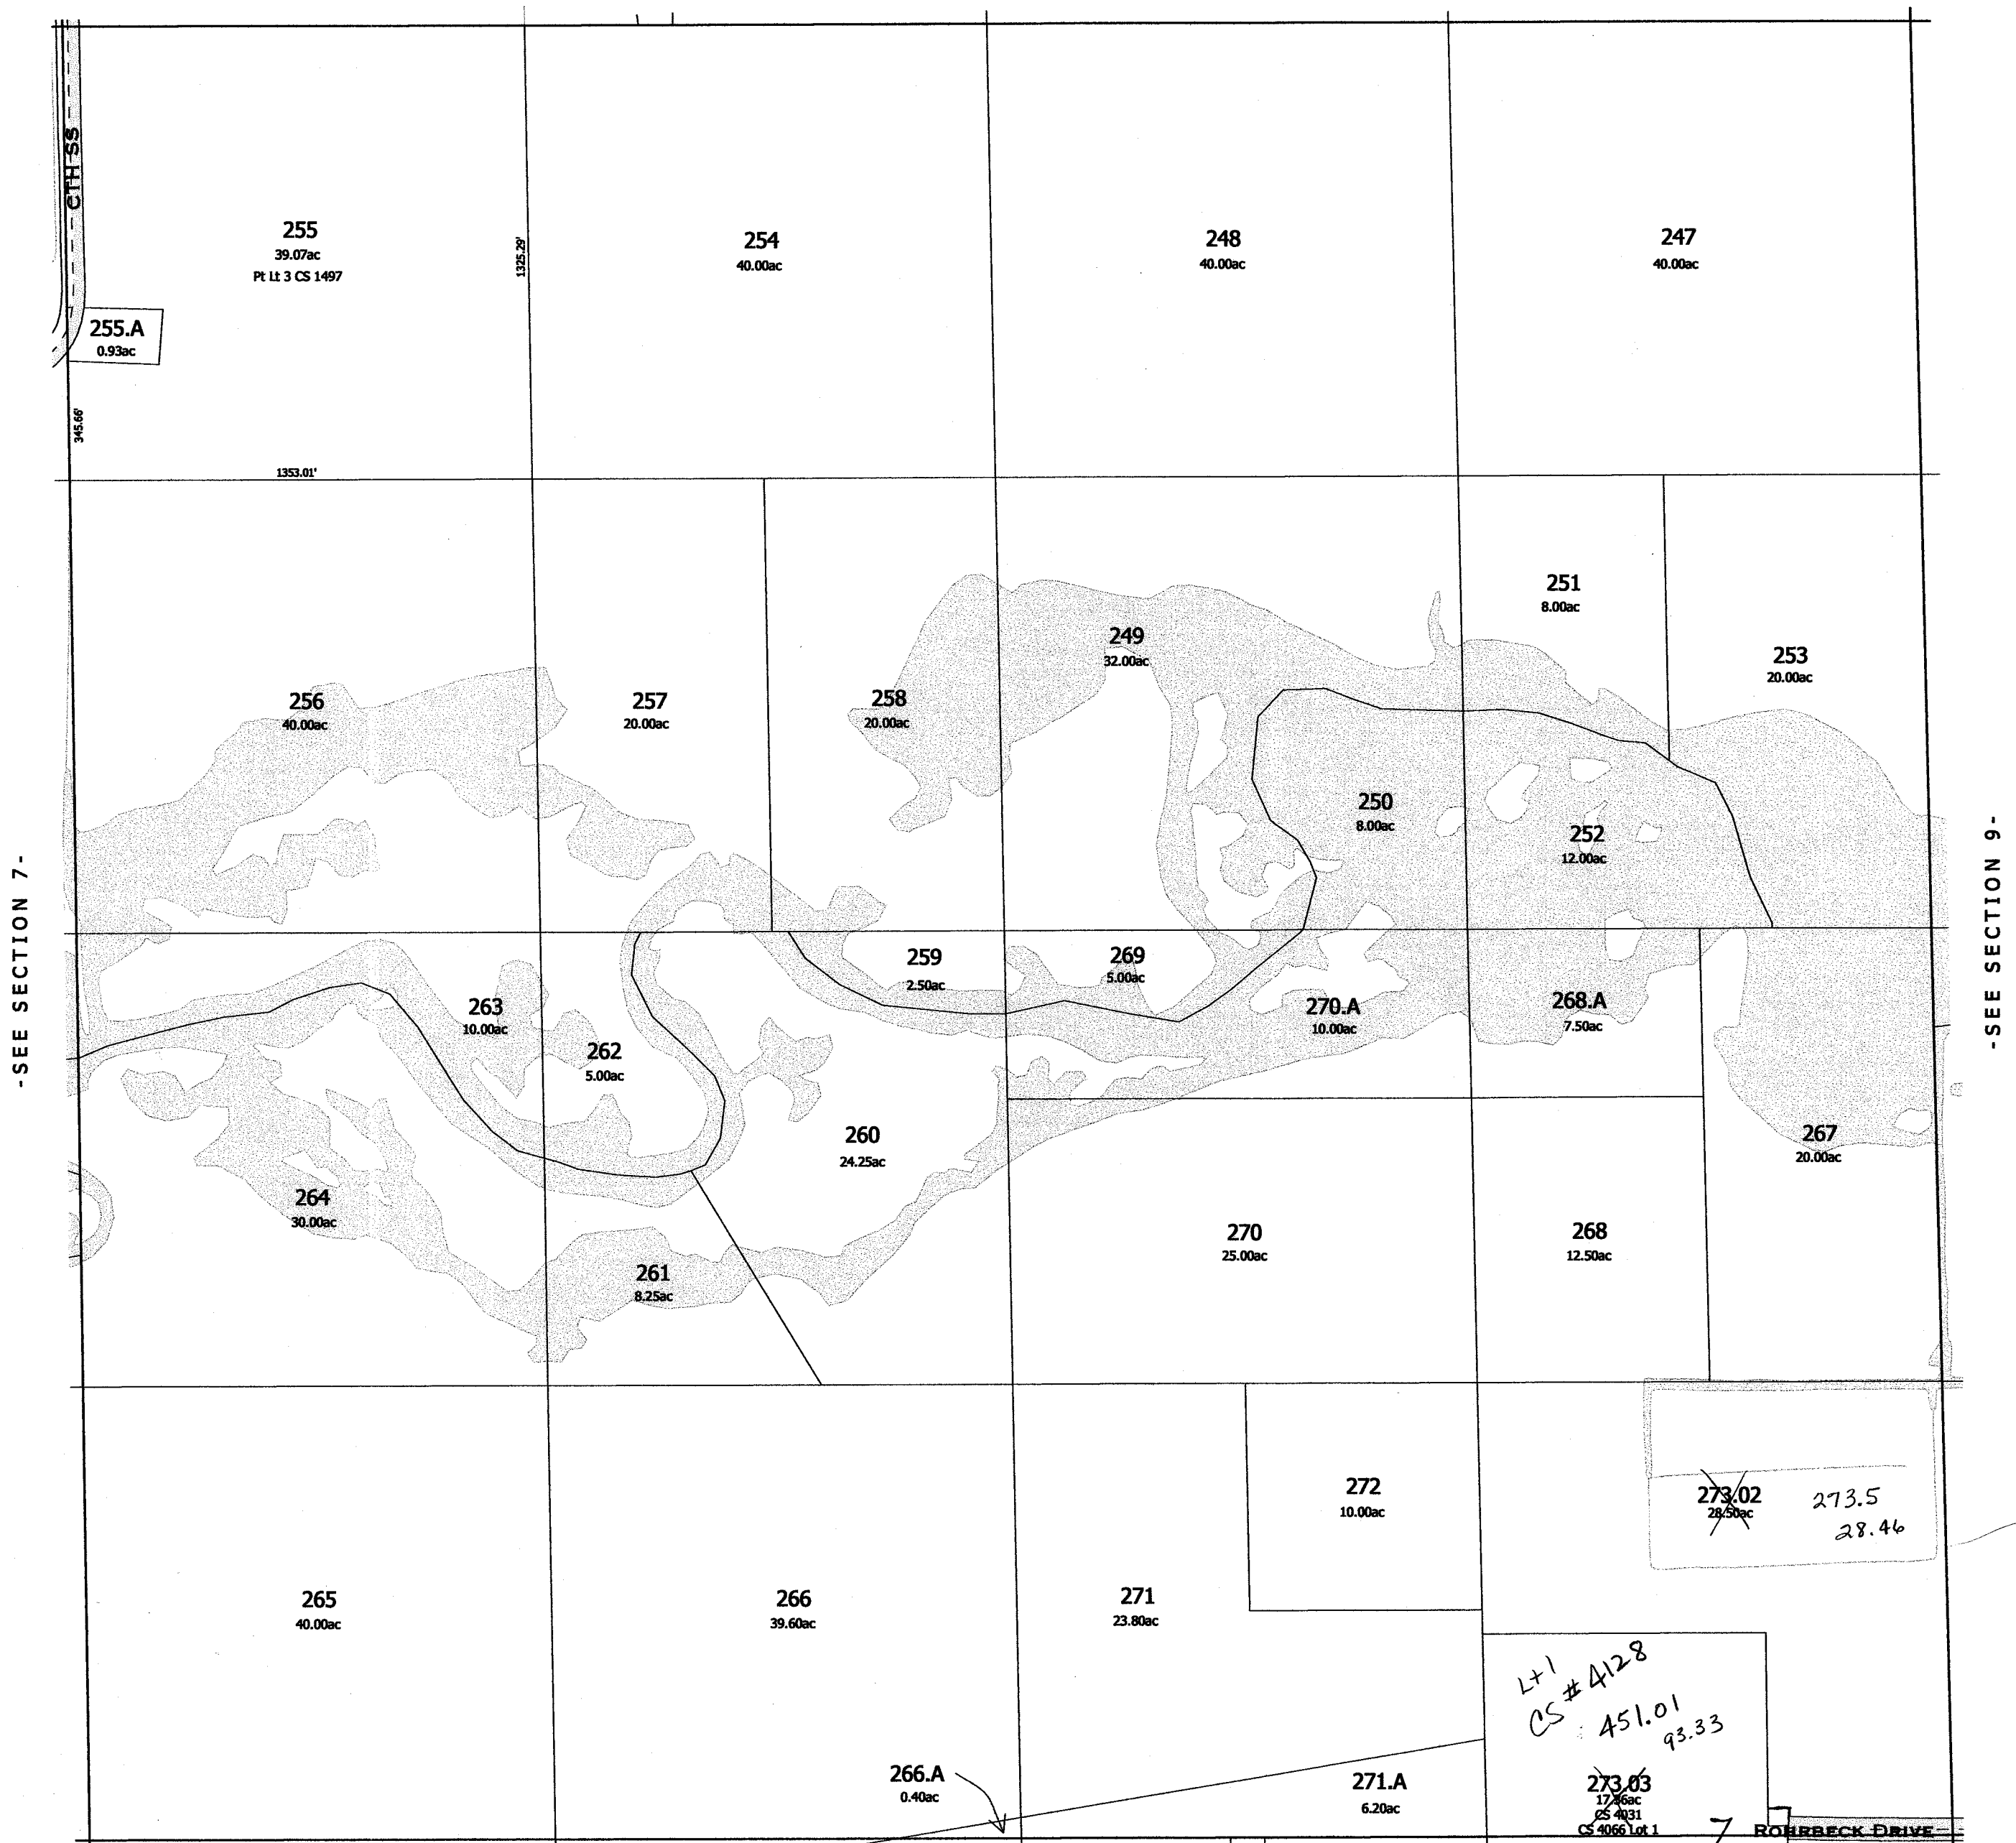 CTH SS
255
39.07ac
Pt Lt 3 CS 1497
1325.29'
254
40.00ac
248
40.00ac
247
40.00ac
255.A
0.93ac
345.66'
1353.01'
251
8.00ac
249
32.00ac
253
20.00ac
256
40.00ac
257
20.00ac
258
20.00ac
250
8.00ac
252
12.00ac
-SEE SECTION 7-
-SEE SECTION 9-
259
2.50ac
269
5.00ac
263
10.00ac
270.A
10.00ac
268.A
7.50ac
262
5.00ac
260
24.25ac
267
20.00ac
264
30.00ac
270
25.00ac
268
12.50ac
261
8.25ac
272
10.00ac
273.02
28.50ac
273.5
28.46
265
40.00ac
266
39.60ac
271
23.80ac
Lt 1
CS # 4128
451.01
93.33
266.A
0.40ac
271.A
6.20ac
273.03
CS 4031
CS 4066 Lot 1
ROHRBECK DRIVE